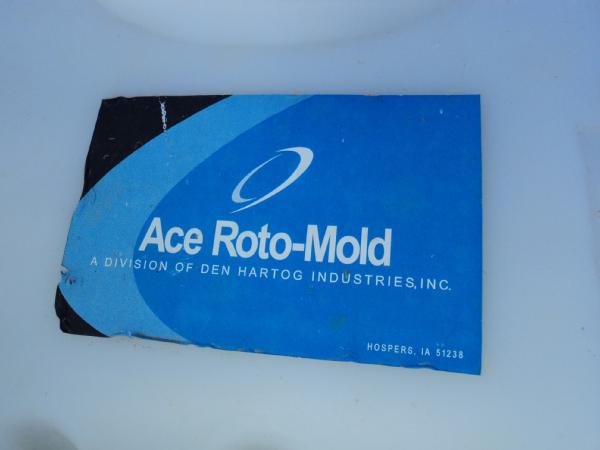 Ace Roto-Mold
A DIVISION OF DEN HARTOG INDUSTRIES, INC.
HOSPERS, IA 51238